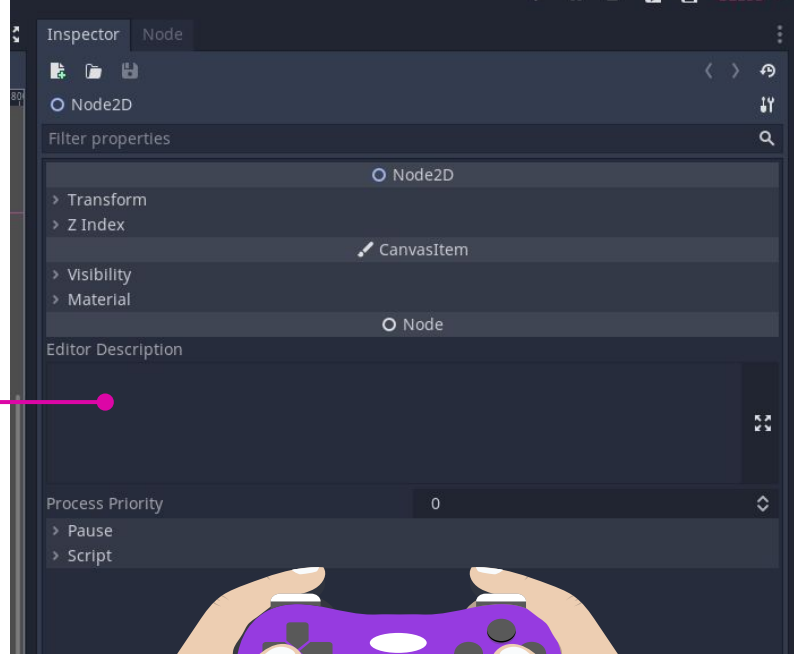 Inspector
Node
Node2D
Filter properties
Node2D
Transform
Z Index
CanvasItem
Visibility
Material
Node
Editor Description
Process Priority
0
Pause
Script